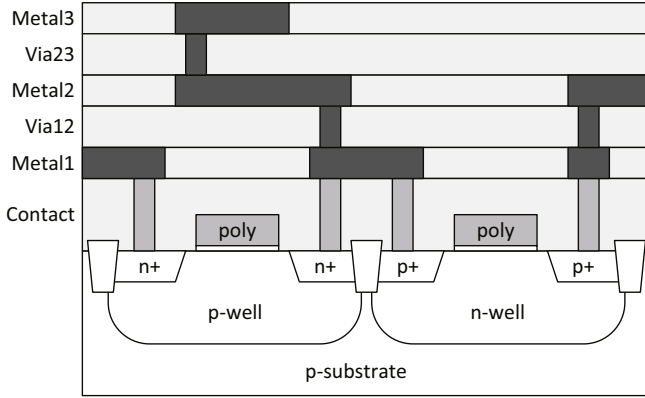 Metal3
Via23
Metal2
Via12
Metal1
Contact
poly poly
n+ n+ p+ p+
p-well n-well
p-substrate